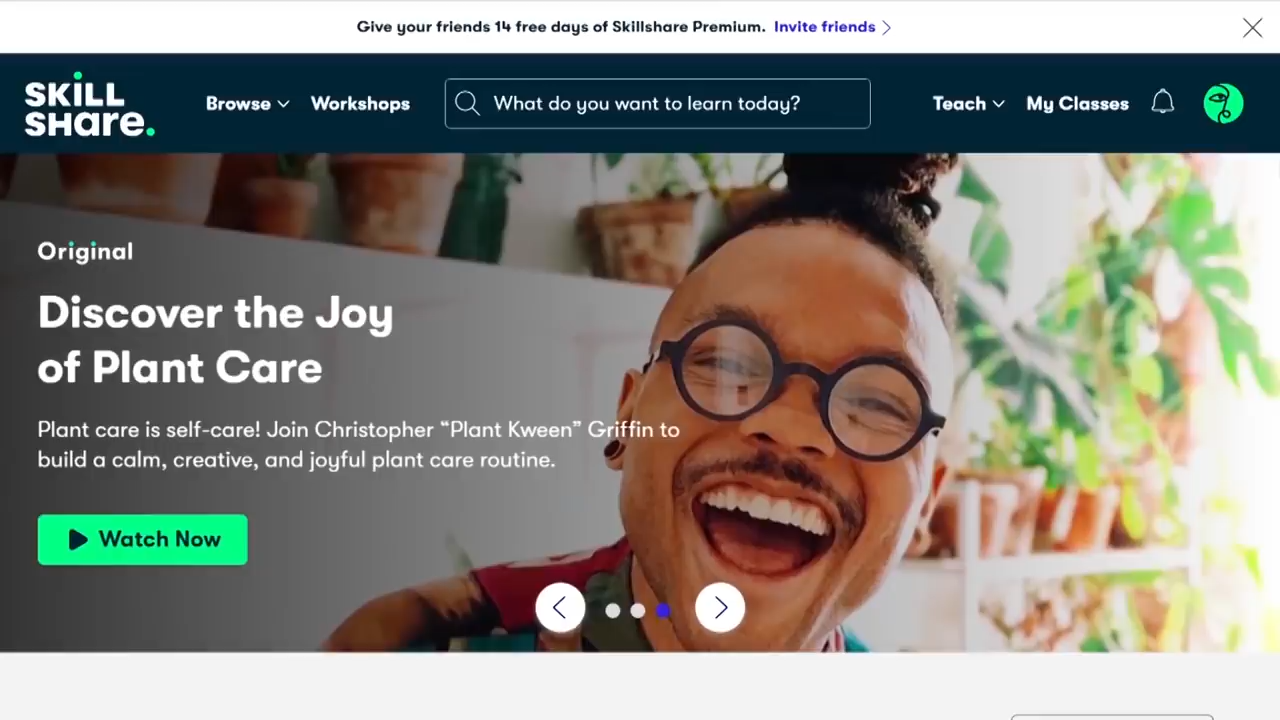 Give your friends 14 free days of Skillshare Premium. Invite friends
SKILL
SHare.
Browse
Workshops
What do you want to learn today?
Teach
My Classes
Original
Discover the Joy
of Plant Care
Plant care is self-care! Join Christopher “Plant Kween” Griffin to
build a calm, creative, and joyful plant care routine.
Watch Now